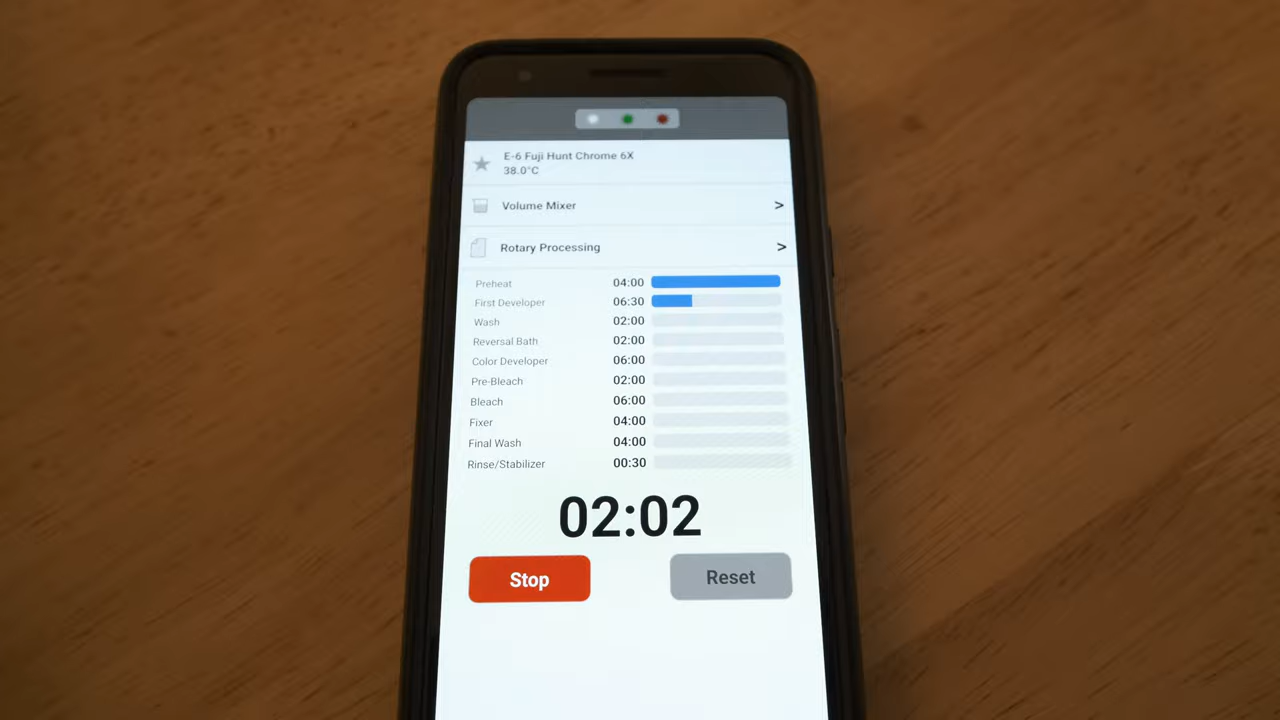 E-6 Fuji Hunt Chrome 6X
38.0°C
Volume Mixer >
Rotary Processing >
Preheat 04:00
First Developer 06:30
Wash 02:00
Reversal Bath 02:00
Color Developer 06:00
Pre-Bleach 02:00
Bleach 06:00
Fixer 04:00
Final Wash 04:00
Rinse/Stabilizer 00:30
02:02
Stop Reset